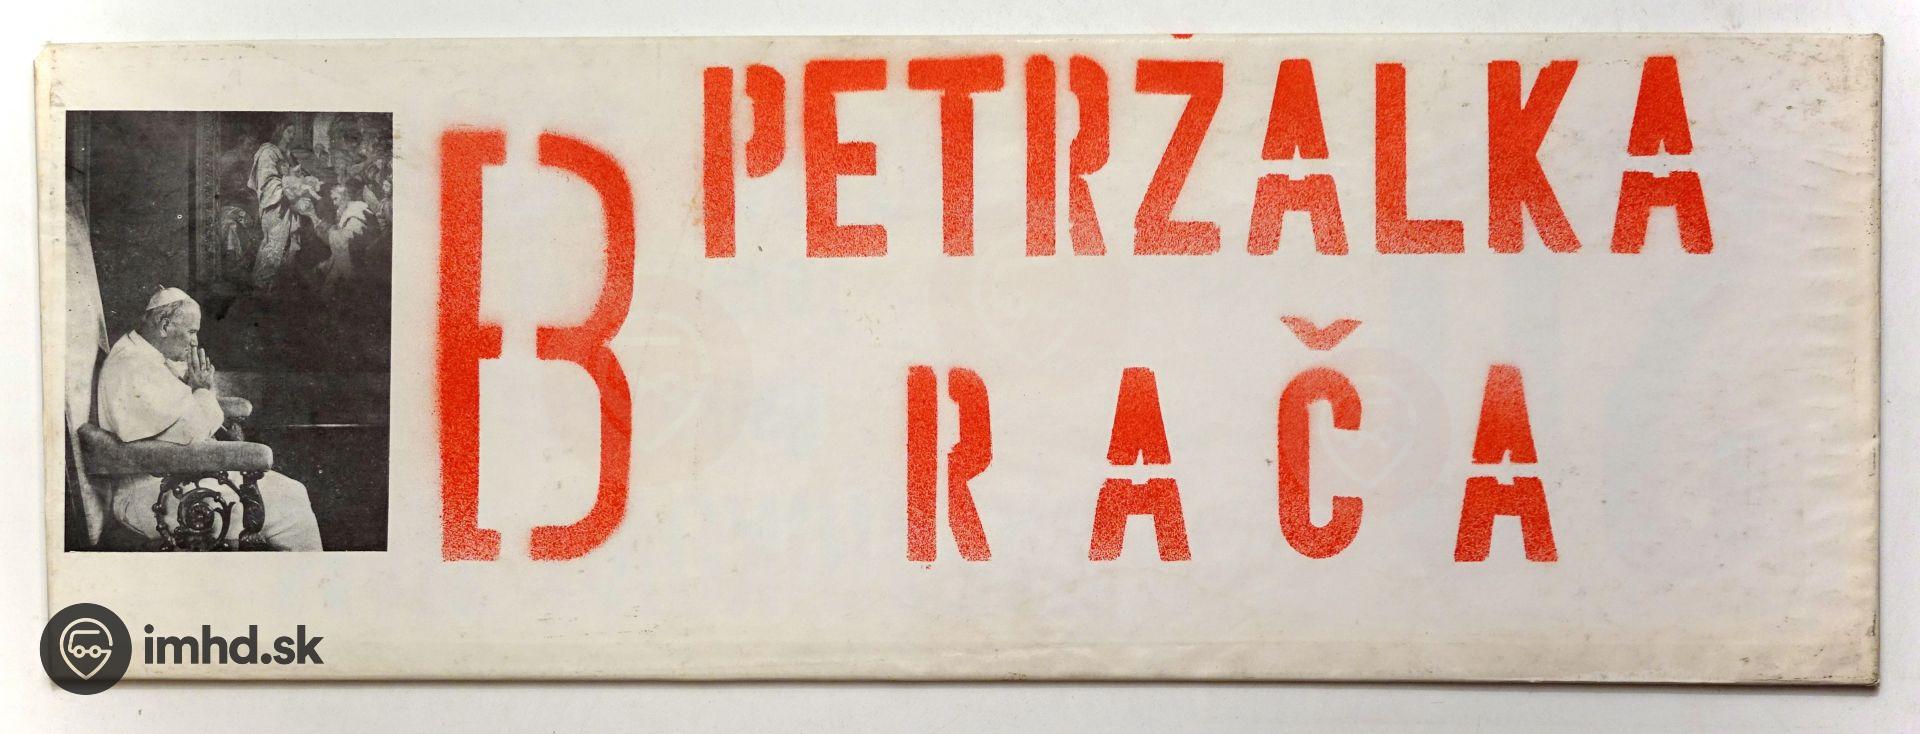 B
PETRŽALKA
RAČA
imhd.sk